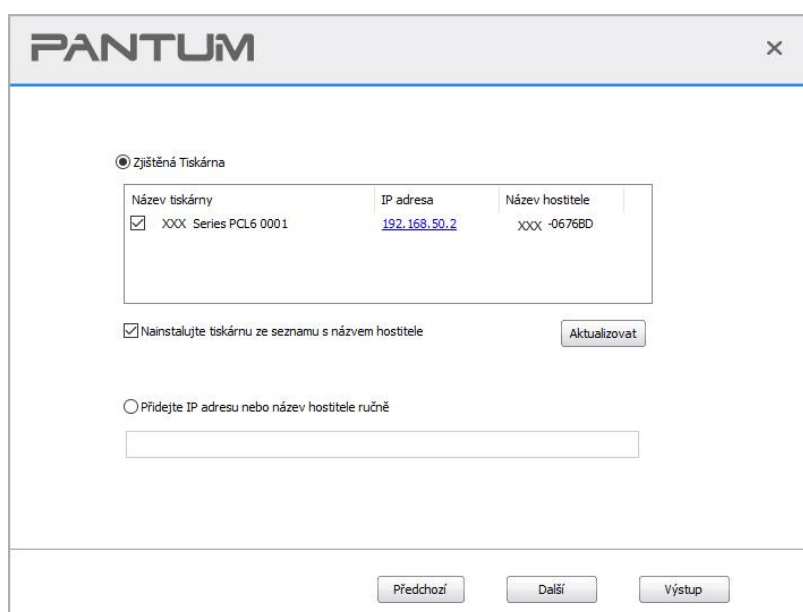 PANTUM
Zjištěná Tiskárna
Název tiskárny IP adresa Název hostitele
XXX Series PCL6 0001 192.168.50.2 XXX -0676BD
Nainstalujte tiskárnu ze seznamu s názvem hostitele Aktualizovat
Přidejte IP adresu nebo název hostitele ručně
Předchozí Další Výstup